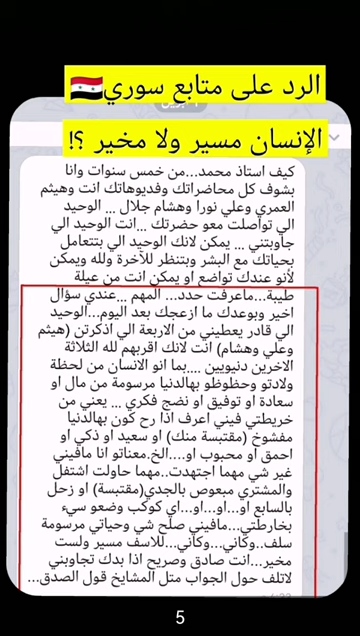 الرد على متابع سوري🇸🇾
الإنسان مسير ولا مخير ؟!
كيف استاذ محمد...من خمس سنوات وانا
بشوف كل محاضراتك وفديوهاتك انت وهيثم
العمري وعلي نورا وهشام جلال ...الوحيد
الي تواصلت معو حضرتك ...انت الوحيد الي
جاوبتني ... يمكن لانك الوحيد الي بتتعامل
بحياتك مع البشر وبتنظر للأخرة ولله ويمكن
لأنو عندك تواضع او يمكن انت من عيلة
طيبة...ماعرفت حدد... المهم ...عندي سؤال
اخير وبوعدك ما ازعجك بعد اليوم...الوحيد
الي قادر يعطيني من الاربعة الي اذكرتن (هيثم
وعلي وهشام) انت لانك اقربهم لله الثلاثة
الاخرين دنيويين ....بما انو الانسان من لحظة
ولادتو وحظوظو بهالدنيا مرسومة من مال او
سعادة او توفيق او نضج فكري ... يعني من
خريطتي فيني اعرف اذا رح كون بهالدنيا
مفشوخ (مقتبسة منك) او سعيد او ذكي او
احمق او محبوب او....الخ.معناتو انا مافيني
غير شي مهما اجتهدت..مهما حاولت اشتغل
والمشتري مبعوص بالجدي(مقتبسة) او زحل
بالسابع او...او...او...اي كوكب وضعو سيء
بخارطتي...مافيني صلح شي وحياتي مرسومة
سلف..وكاني...وكاني...للاسف مسير ولست
مخير...انت صادق وصريح اذا بدك تجاوبني
لاتلف حول الجواب متل المشايخ قول الصدق...
5